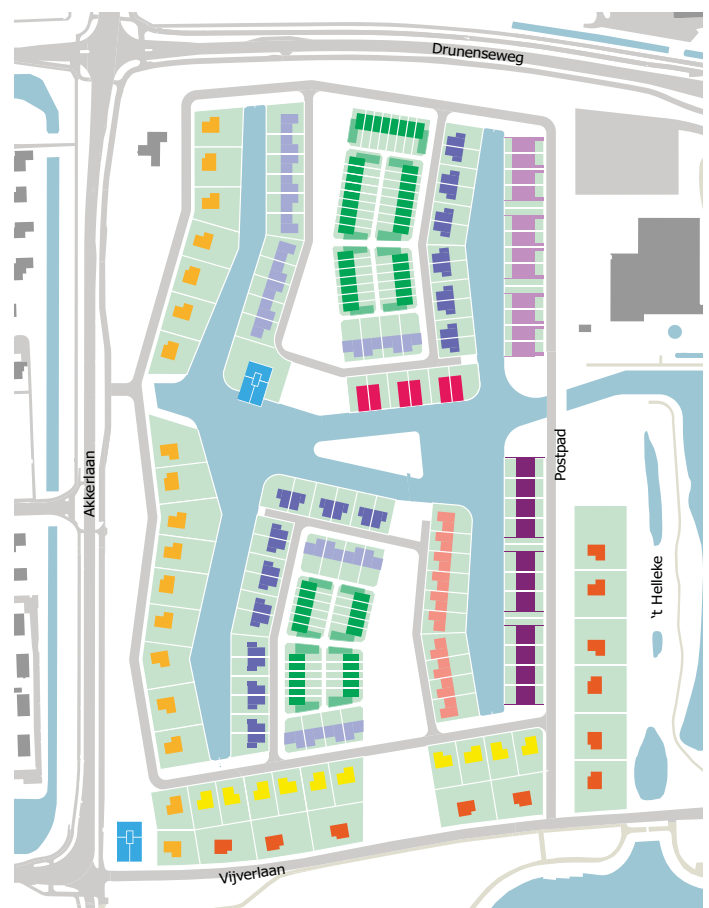 Drunenseweg
Akkerlaan
Postpad
't Helleke
Vijverlaan